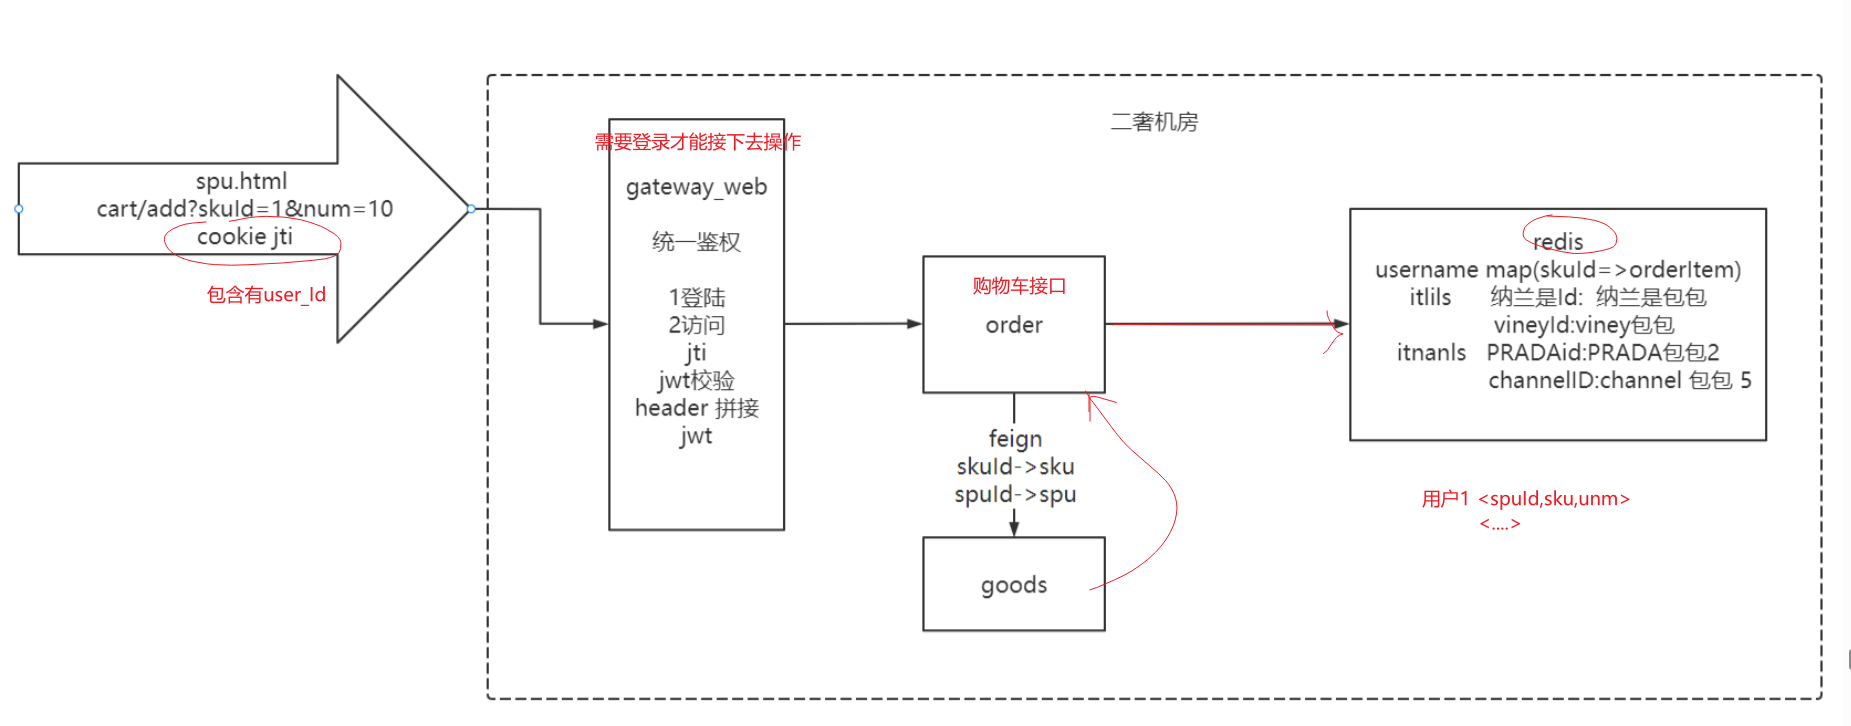 二奢机房
spu.html
cart/add?skuId=1&num=10
cookie jti
包含有user_Id
需要登录才能接下去操作
gateway_web
统一鉴权
1登陆
2访问
jti
jwt校验
header 拼接
jwt
购物车接口
order
feign
skuId->sku
spuId->spu
goods
redis
username map(skuId=>orderItem)
itlils 纳兰是Id: 纳兰是包包
vineyId:viney包包
itnanls PRADAid:PRADA包包2
channelID:channel 包包 5
用户1 <spuId,sku,unm>
<....>